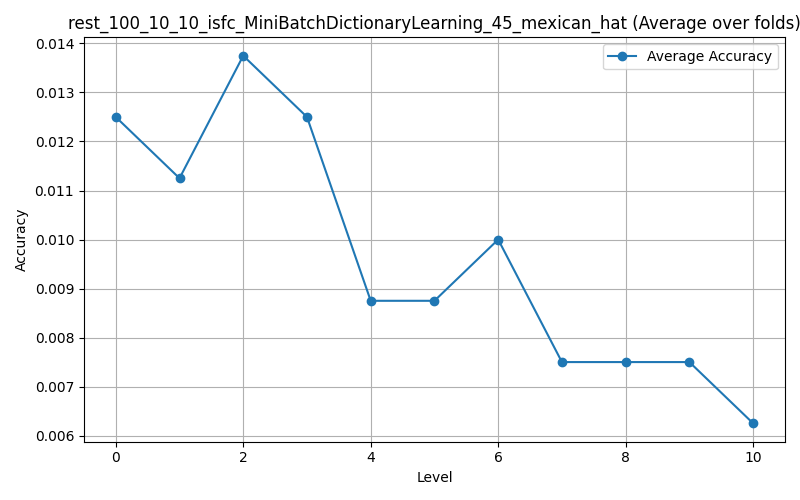 rest_100_10_10_isfc_MiniBatchDictionaryLearning_45_mexican_hat (Average over folds)
Average Accuracy
0.014
0.013
0.012
0.011
0.010
0.009
0.008
0.007
0.006
Accuracy
0 2 4 6 8 10
Level